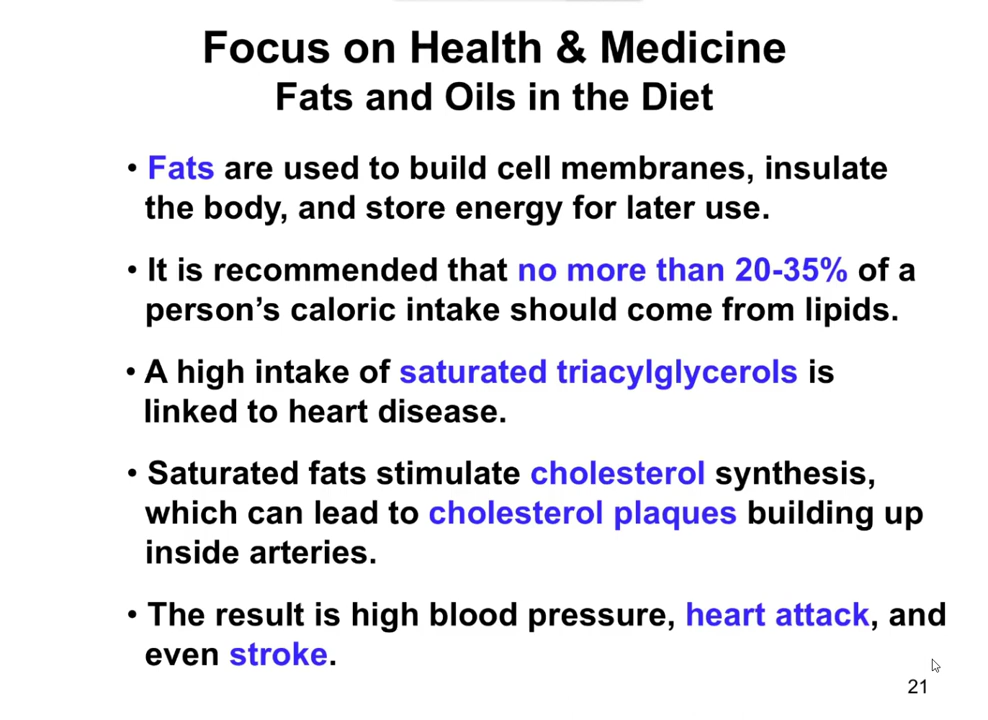 Focus on Health & Medicine
Fats and Oils in the Diet
• Fats are used to build cell membranes, insulate
the body, and store energy for later use.
• It is recommended that no more than 20-35% of a
person’s caloric intake should come from lipids.
• A high intake of saturated triacylglycerols is
linked to heart disease.
• Saturated fats stimulate cholesterol synthesis,
which can lead to cholesterol plaques building up
inside arteries.
• The result is high blood pressure, heart attack, and
even stroke.
21